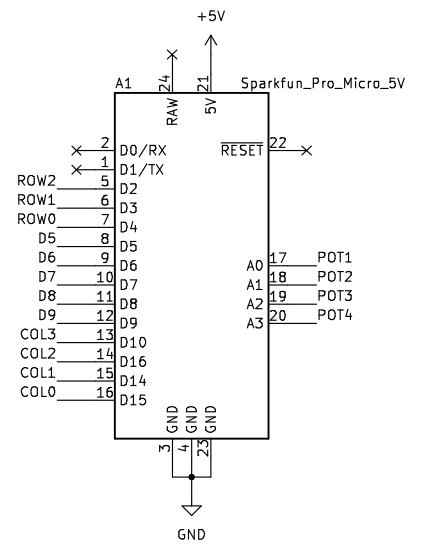 +5V
A1
Sparkfun_Pro_Micro_5V
24
21
RAW
5V
2 D0/RX
RESET 22
1 D1/TX
ROW2 5 D2
ROW1 6 D3
ROW0 7 D4
D5 8 D5
D6 9 D6
A0 17 POT1
D7 10 D7
A1 18 POT2
D8 11 D8
A2 19 POT3
D9 12 D9
A3 20 POT4
COL3 13 D10
COL2 14 D16
COL1 15 D14
COL0 16 D15
GND
GND
GND
3
4
23
GND